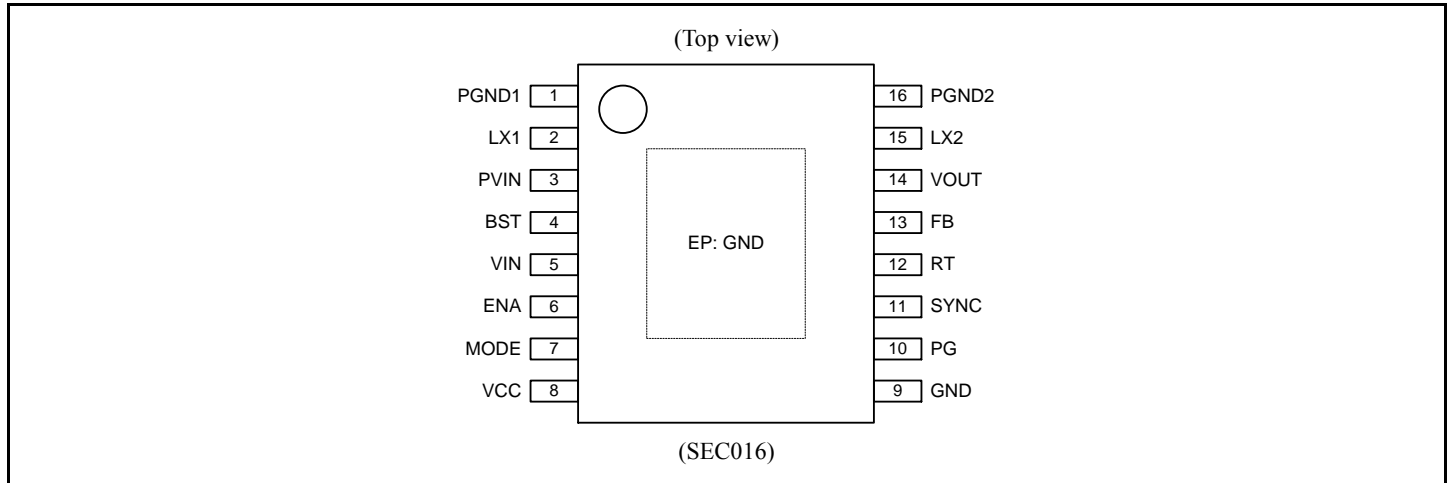 (Top view)
PGND1 1 16 PGND2
LX1 2 15 LX2
PVIN 3 14 VOUT
BST 4 13 FB
EP: GND
VIN 5 12 RT
ENA 6 11 SYNC
MODE 7 10 PG
VCC 8 9 GND
(SEC016)